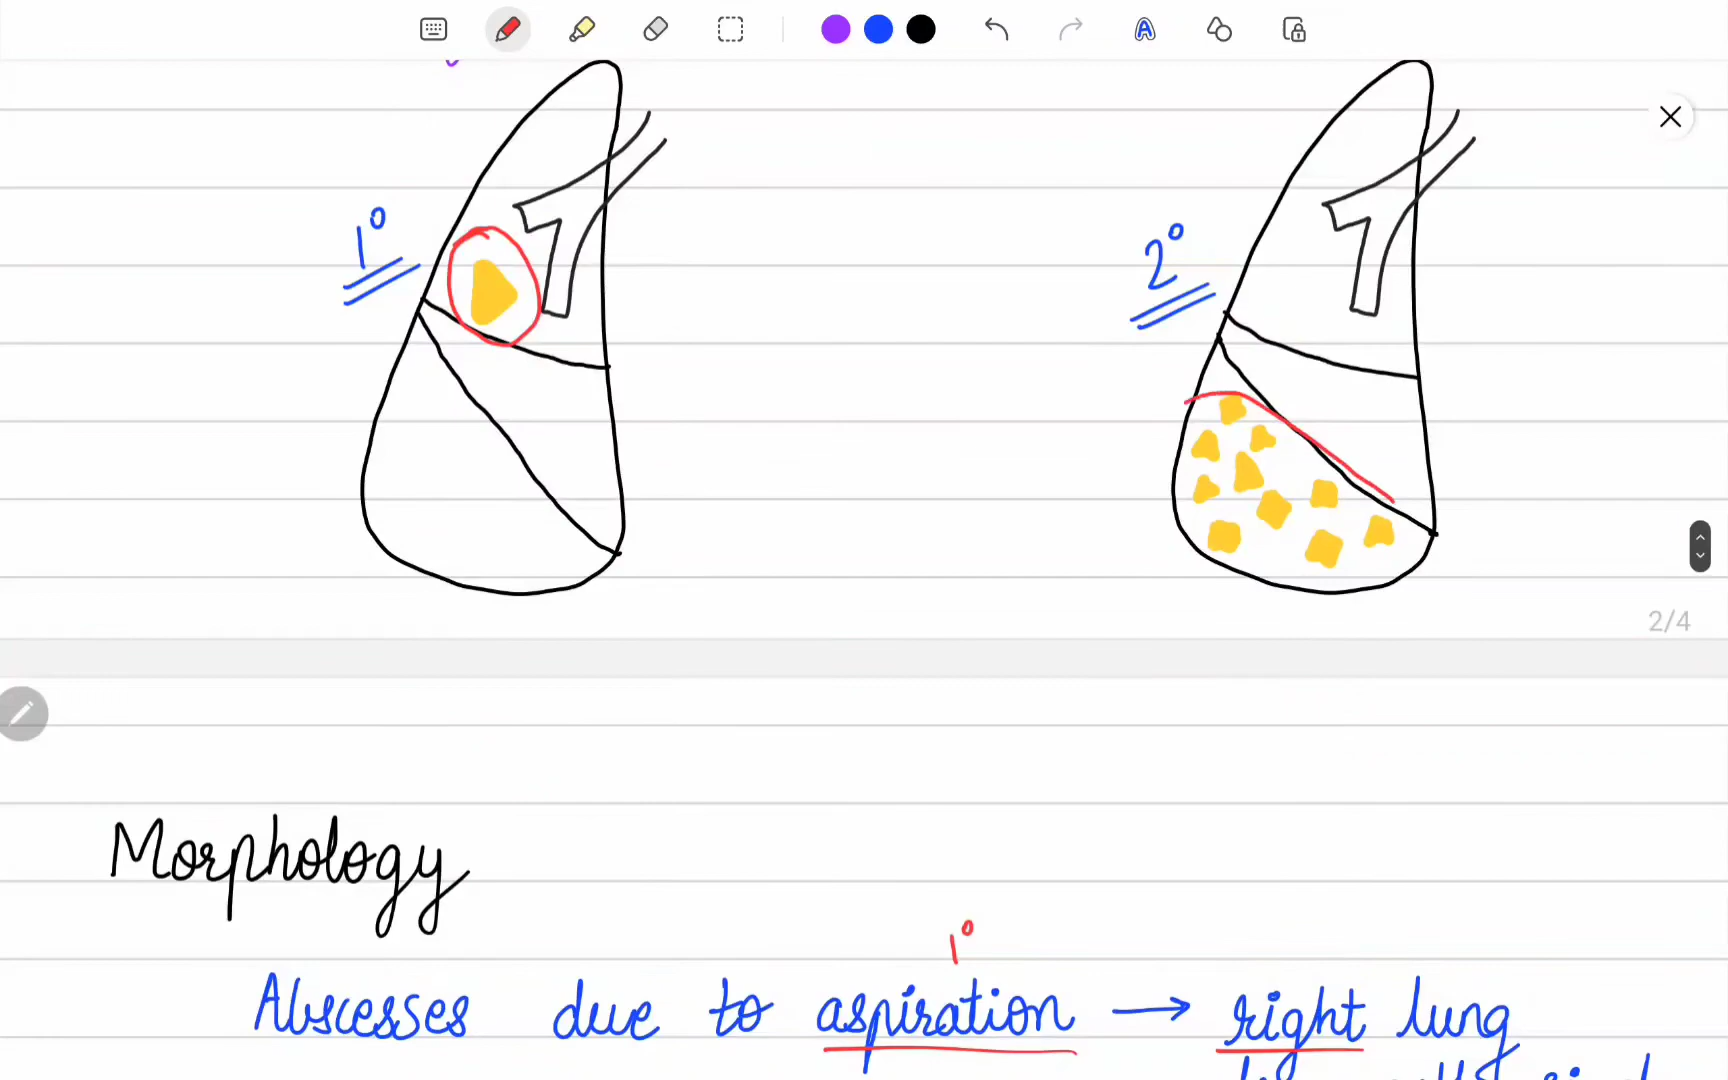 1°
2°
2/4
Morphology
1°
Abscesses due to aspiration → right lung